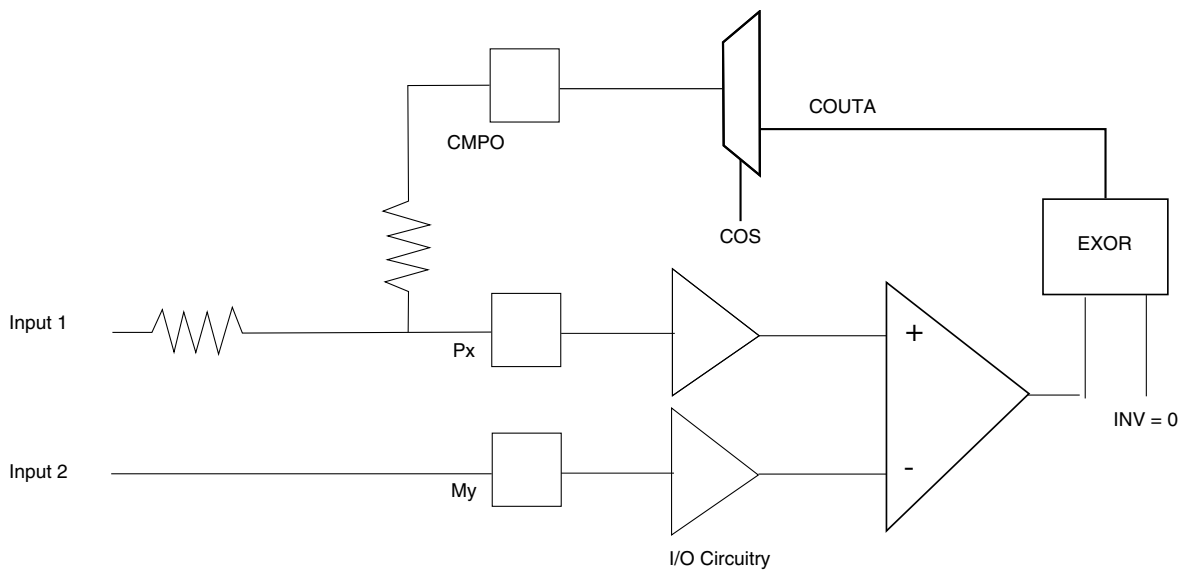 COUTA
CMPO
COS
EXOR
Input 1
Px
+
INV = 0
Input 2
-
My
I/O Circuitry